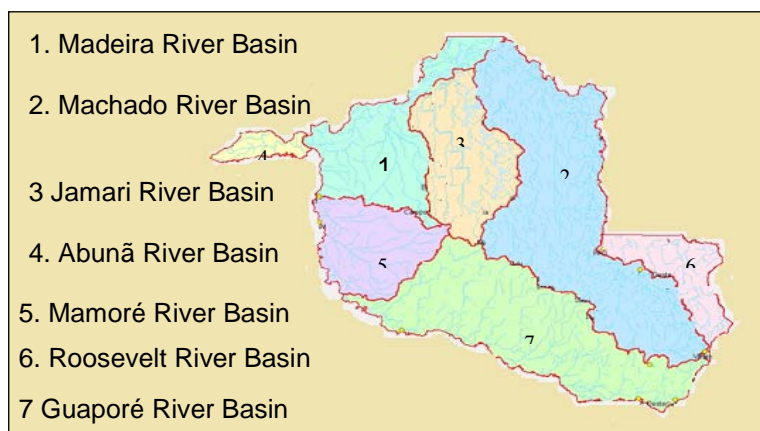 1. Madeira River Basin
2. Machado River Basin
3 Jamari River Basin
4. Abunã River Basin
5. Mamoré River Basin
6. Roosevelt River Basin
7 Guaporé River Basin
4
1
3
2
5
6
7